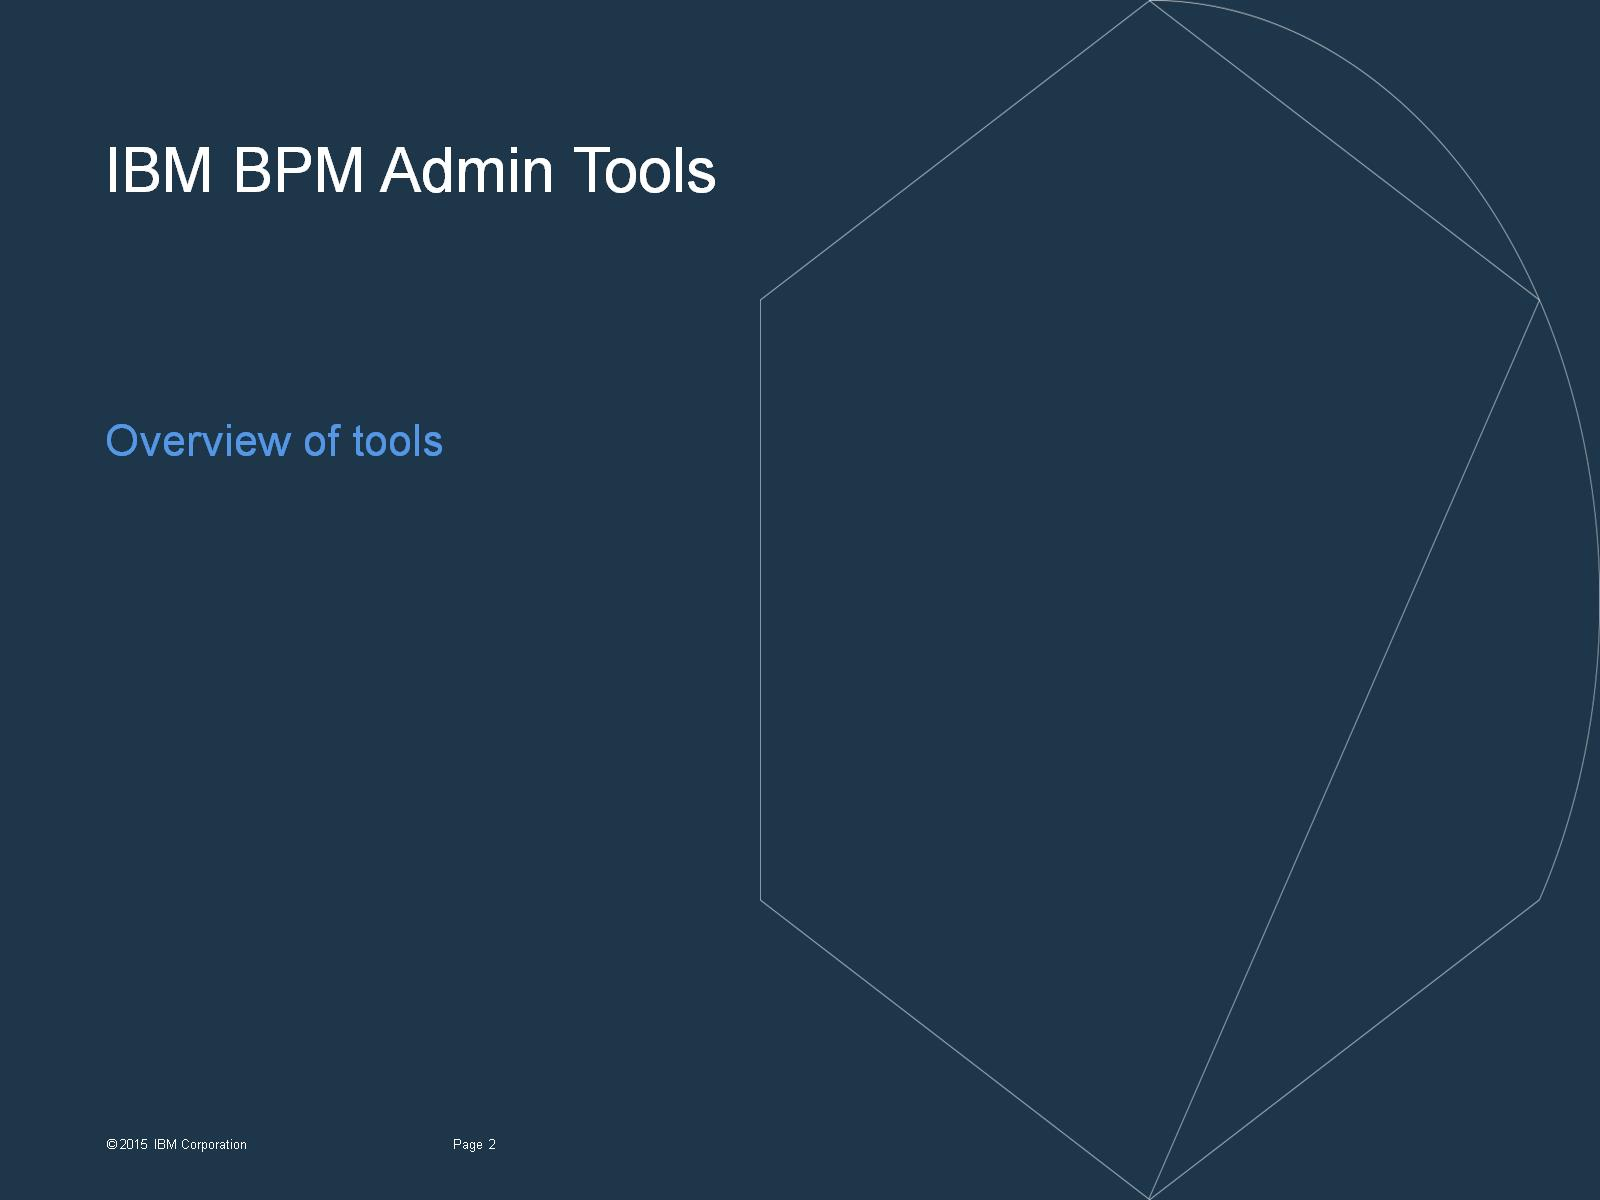 IBM BPM Admin Tools
Overview of tools
©2015 IBM Corporation
Page 2